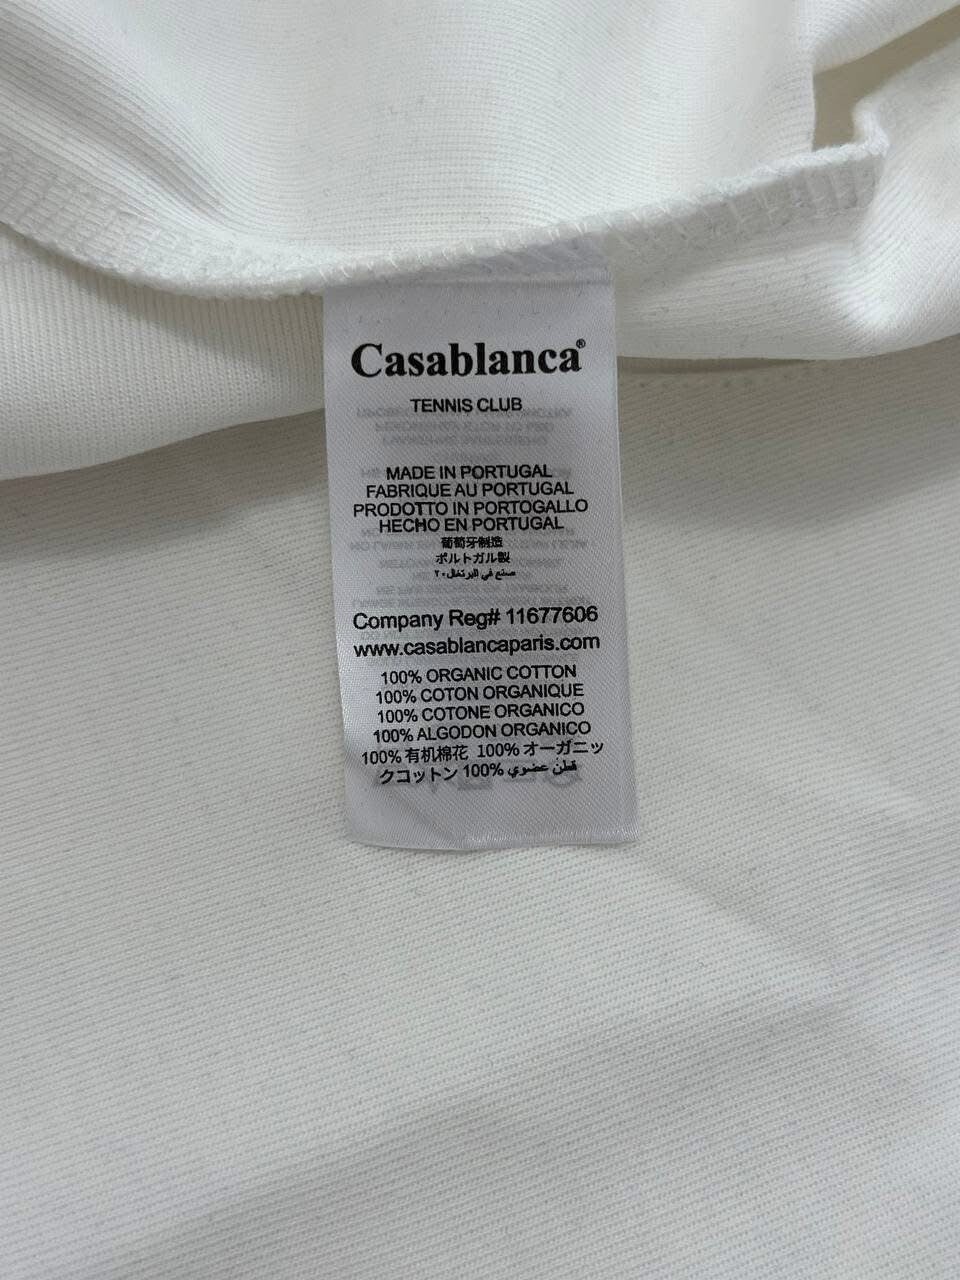 Casablanca®
TENNIS CLUB
MADE IN PORTUGAL
FABRIQUE AU PORTUGAL
PRODOTTO IN PORTOGALLO
HECHO EN PORTUGAL
葡萄牙制造
ポルトガル製
صنع في البرتغال٢٠
Company Reg# 11677606
www.casablancaparis.com
100% ORGANIC COTTON
100% COTON ORGANIQUE
100% COTONE ORGANICO
100% ALGODON ORGANICO
100% 有机棉花 100% オーガニッ
クコットン 100% قطن عضوي